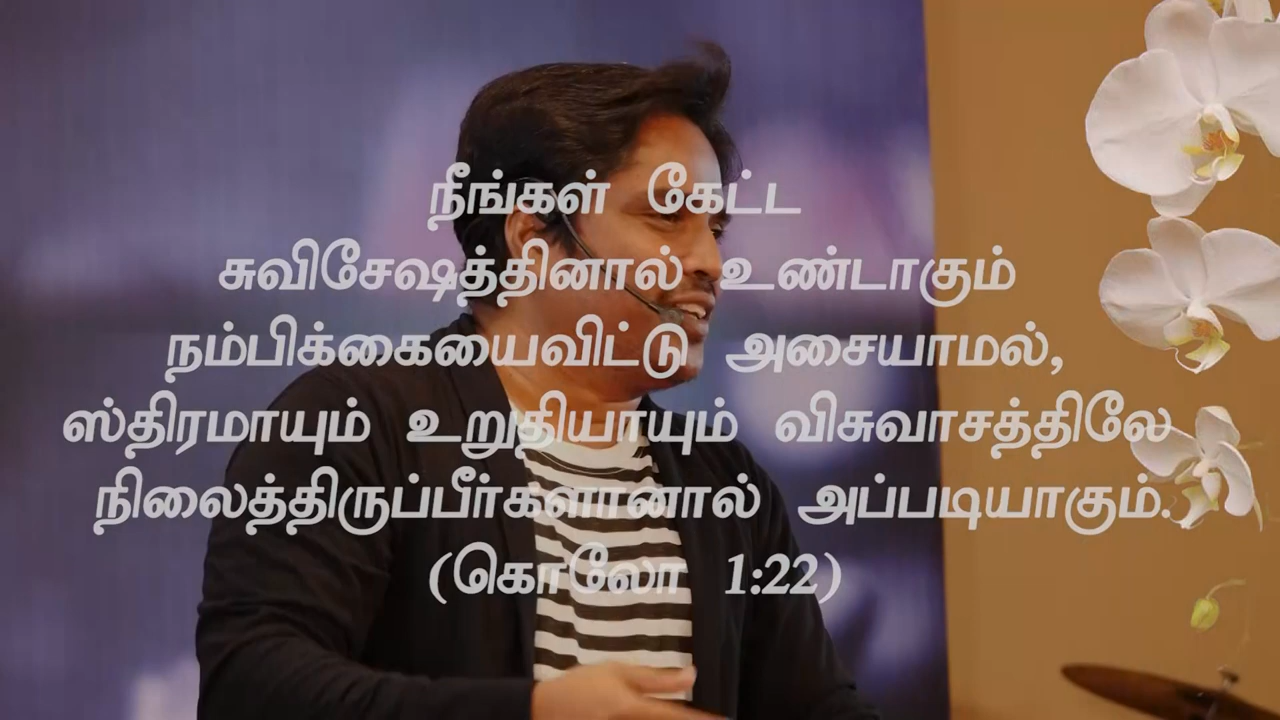 நீங்கள் கேட்ட
சுவிசேஷத்தினால் உண்டாகும்
நம்பிக்கையைவிட்டு அசையாமல்,
ஸ்திரமாயும் உறுதியாயும் விசுவாசத்திலே
நிலைத்திருப்பீர்களானால் அப்படியாகும்.
(கொலோ 1:22)